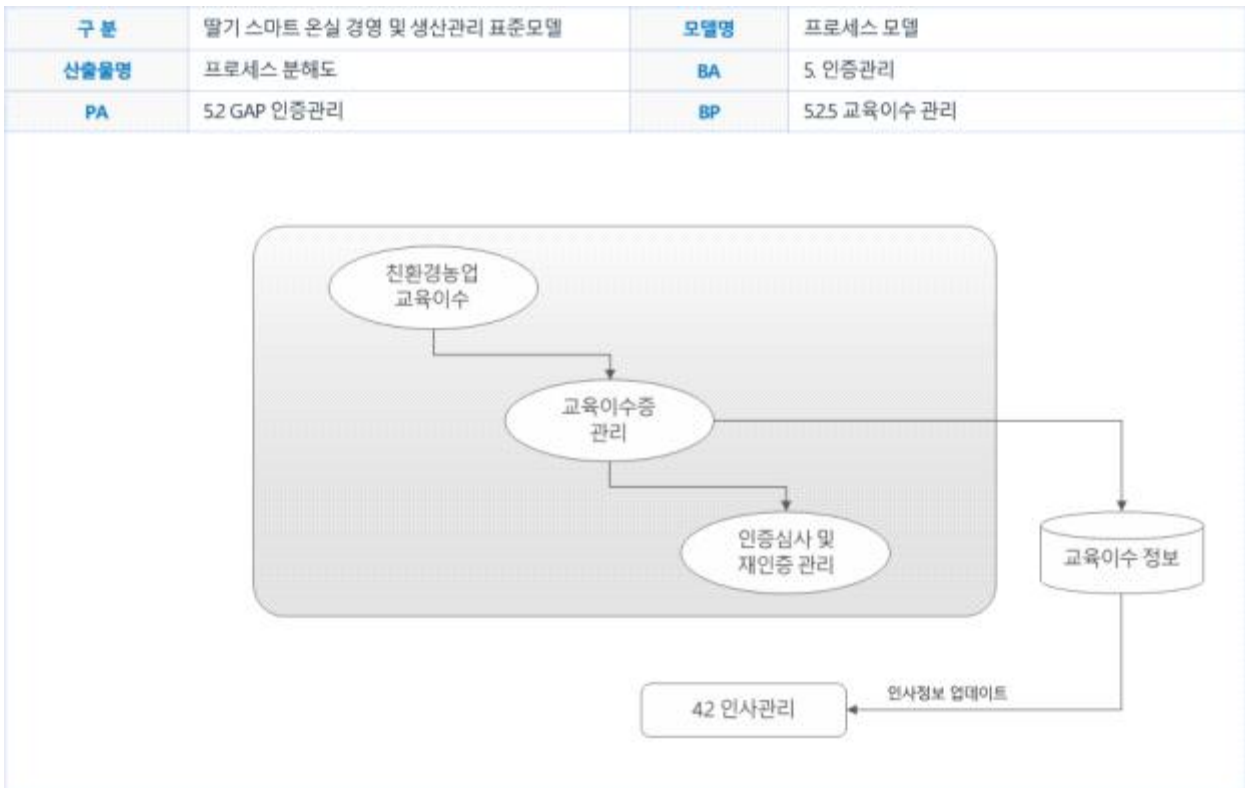 구 분 딸기 스마트 온실 경영 및 생산관리 표준모델 모델명 프로세스 모델
산출물명 프로세스 분해도 BA 5. 인증관리
PA 5.2 GAP 인증관리 BP 5.2.5 교육이수 관리
친환경농업
교육이수
교육이수증
관리
인증심사 및
재인증 관리
교육이수 정보
인사정보 업데이트
4.2 인사관리